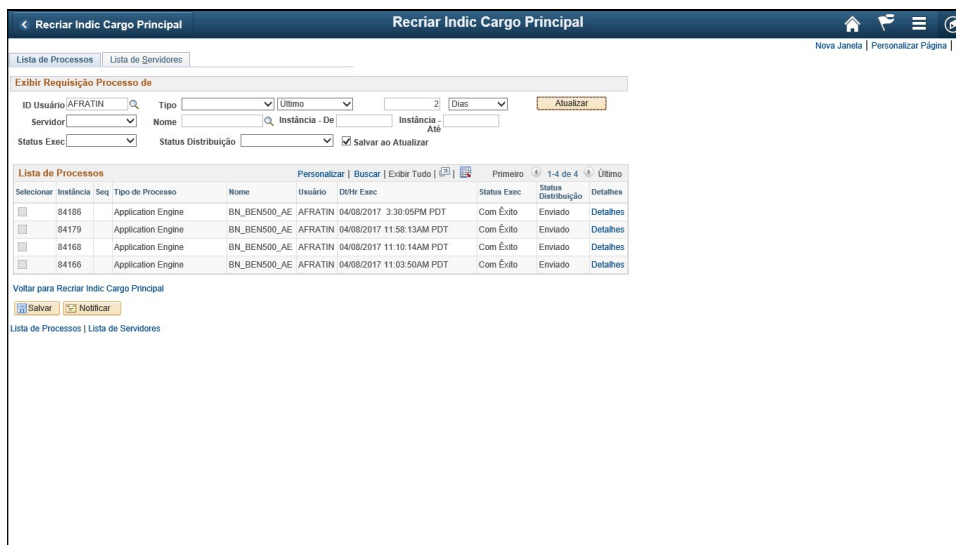 Recriar Indic Cargo Principal
Recriar Indic Cargo Principal
Nova Janela | Personalizar Página |
Lista de Processos Lista de Servidores
Exibir Requisição Processo de
ID Usuário AFRATIN Tipo Último 2 Dias Atualizar
Servidor Nome Instância - De Instância - Até
Status Exec Status Distribuição Salvar ao Atualizar
Lista de Processos Personalizar | Buscar | Exibir Tudo | | Primeiro 1-4 de 4 Último
Selecionar Instância Seq Tipo de Processo Nome Usuário Dt/Hr Exec Status Exec Status Distribuição Detalhes
84186 Application Engine BN_BEN500_AE AFRATIN 04/08/2017 3:30:05PM PDT Com Êxito Enviado Detalhes
84179 Application Engine BN_BEN500_AE AFRATIN 04/08/2017 11:58:13AM PDT Com Êxito Enviado Detalhes
84168 Application Engine BN_BEN500_AE AFRATIN 04/08/2017 11:10:14AM PDT Com Êxito Enviado Detalhes
84166 Application Engine BN_BEN500_AE AFRATIN 04/08/2017 11:03:50AM PDT Com Êxito Enviado Detalhes
Voltar para Recriar Indic Cargo Principal
Salvar Notificar
Lista de Processos | Lista de Servidores